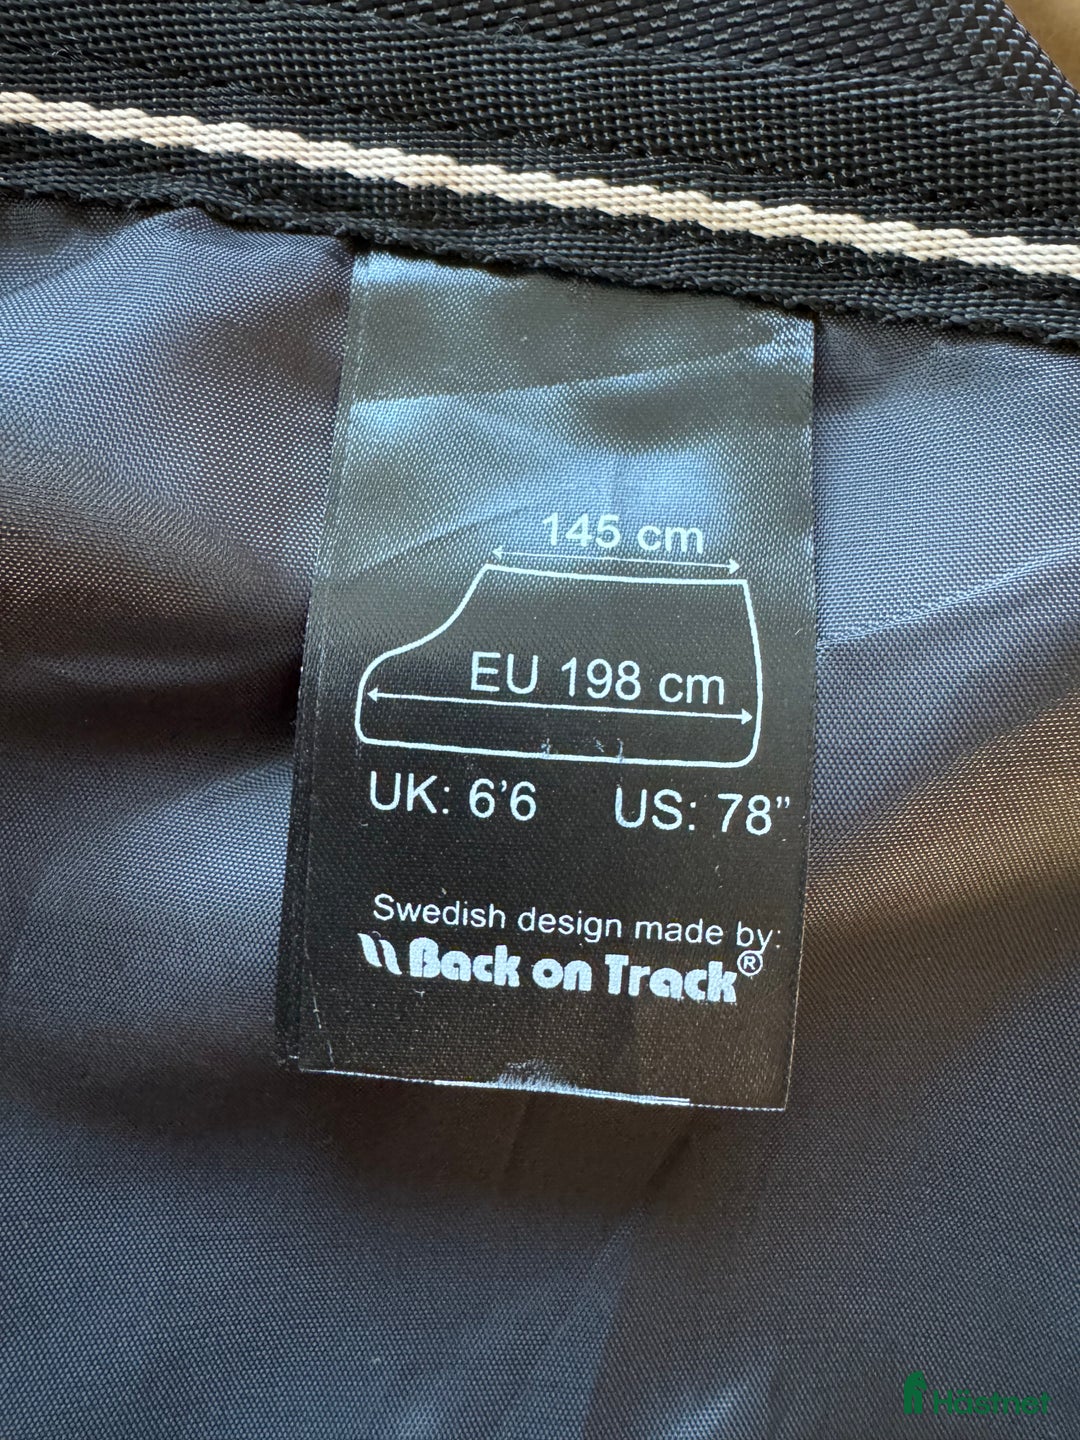 145 cm
EU 198 cm
UK: 6'6 US: 78"
Swedish design made by:
Back on Track®
Hästnet